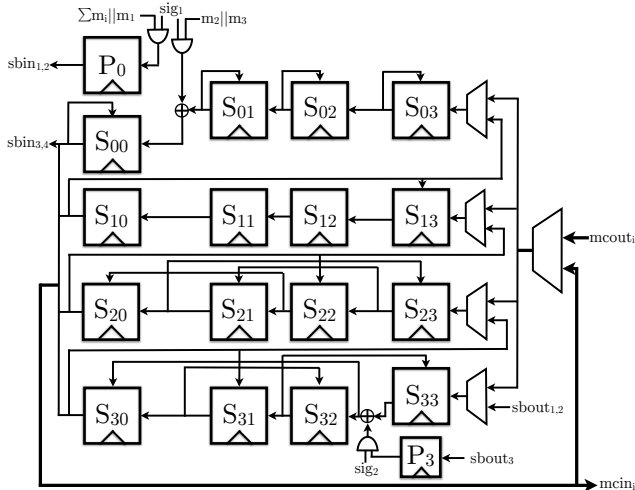 ∑mᵢ||m₁ sig₁ m₂||m₃
sbin₁,₂ P₀
S₀₁ S₀₂ S₀₃
sbin₃,₄ S₀₀
S₁₀ S₁₁ S₁₂ S₁₃
mcoutᵢ
S₂₀ S₂₁ S₂₂ S₂₃
S₃₀ S₃₁ S₃₂ S₃₃
sbout₁,₂
sig₂ P₃ sbout₃
mcinᵢ